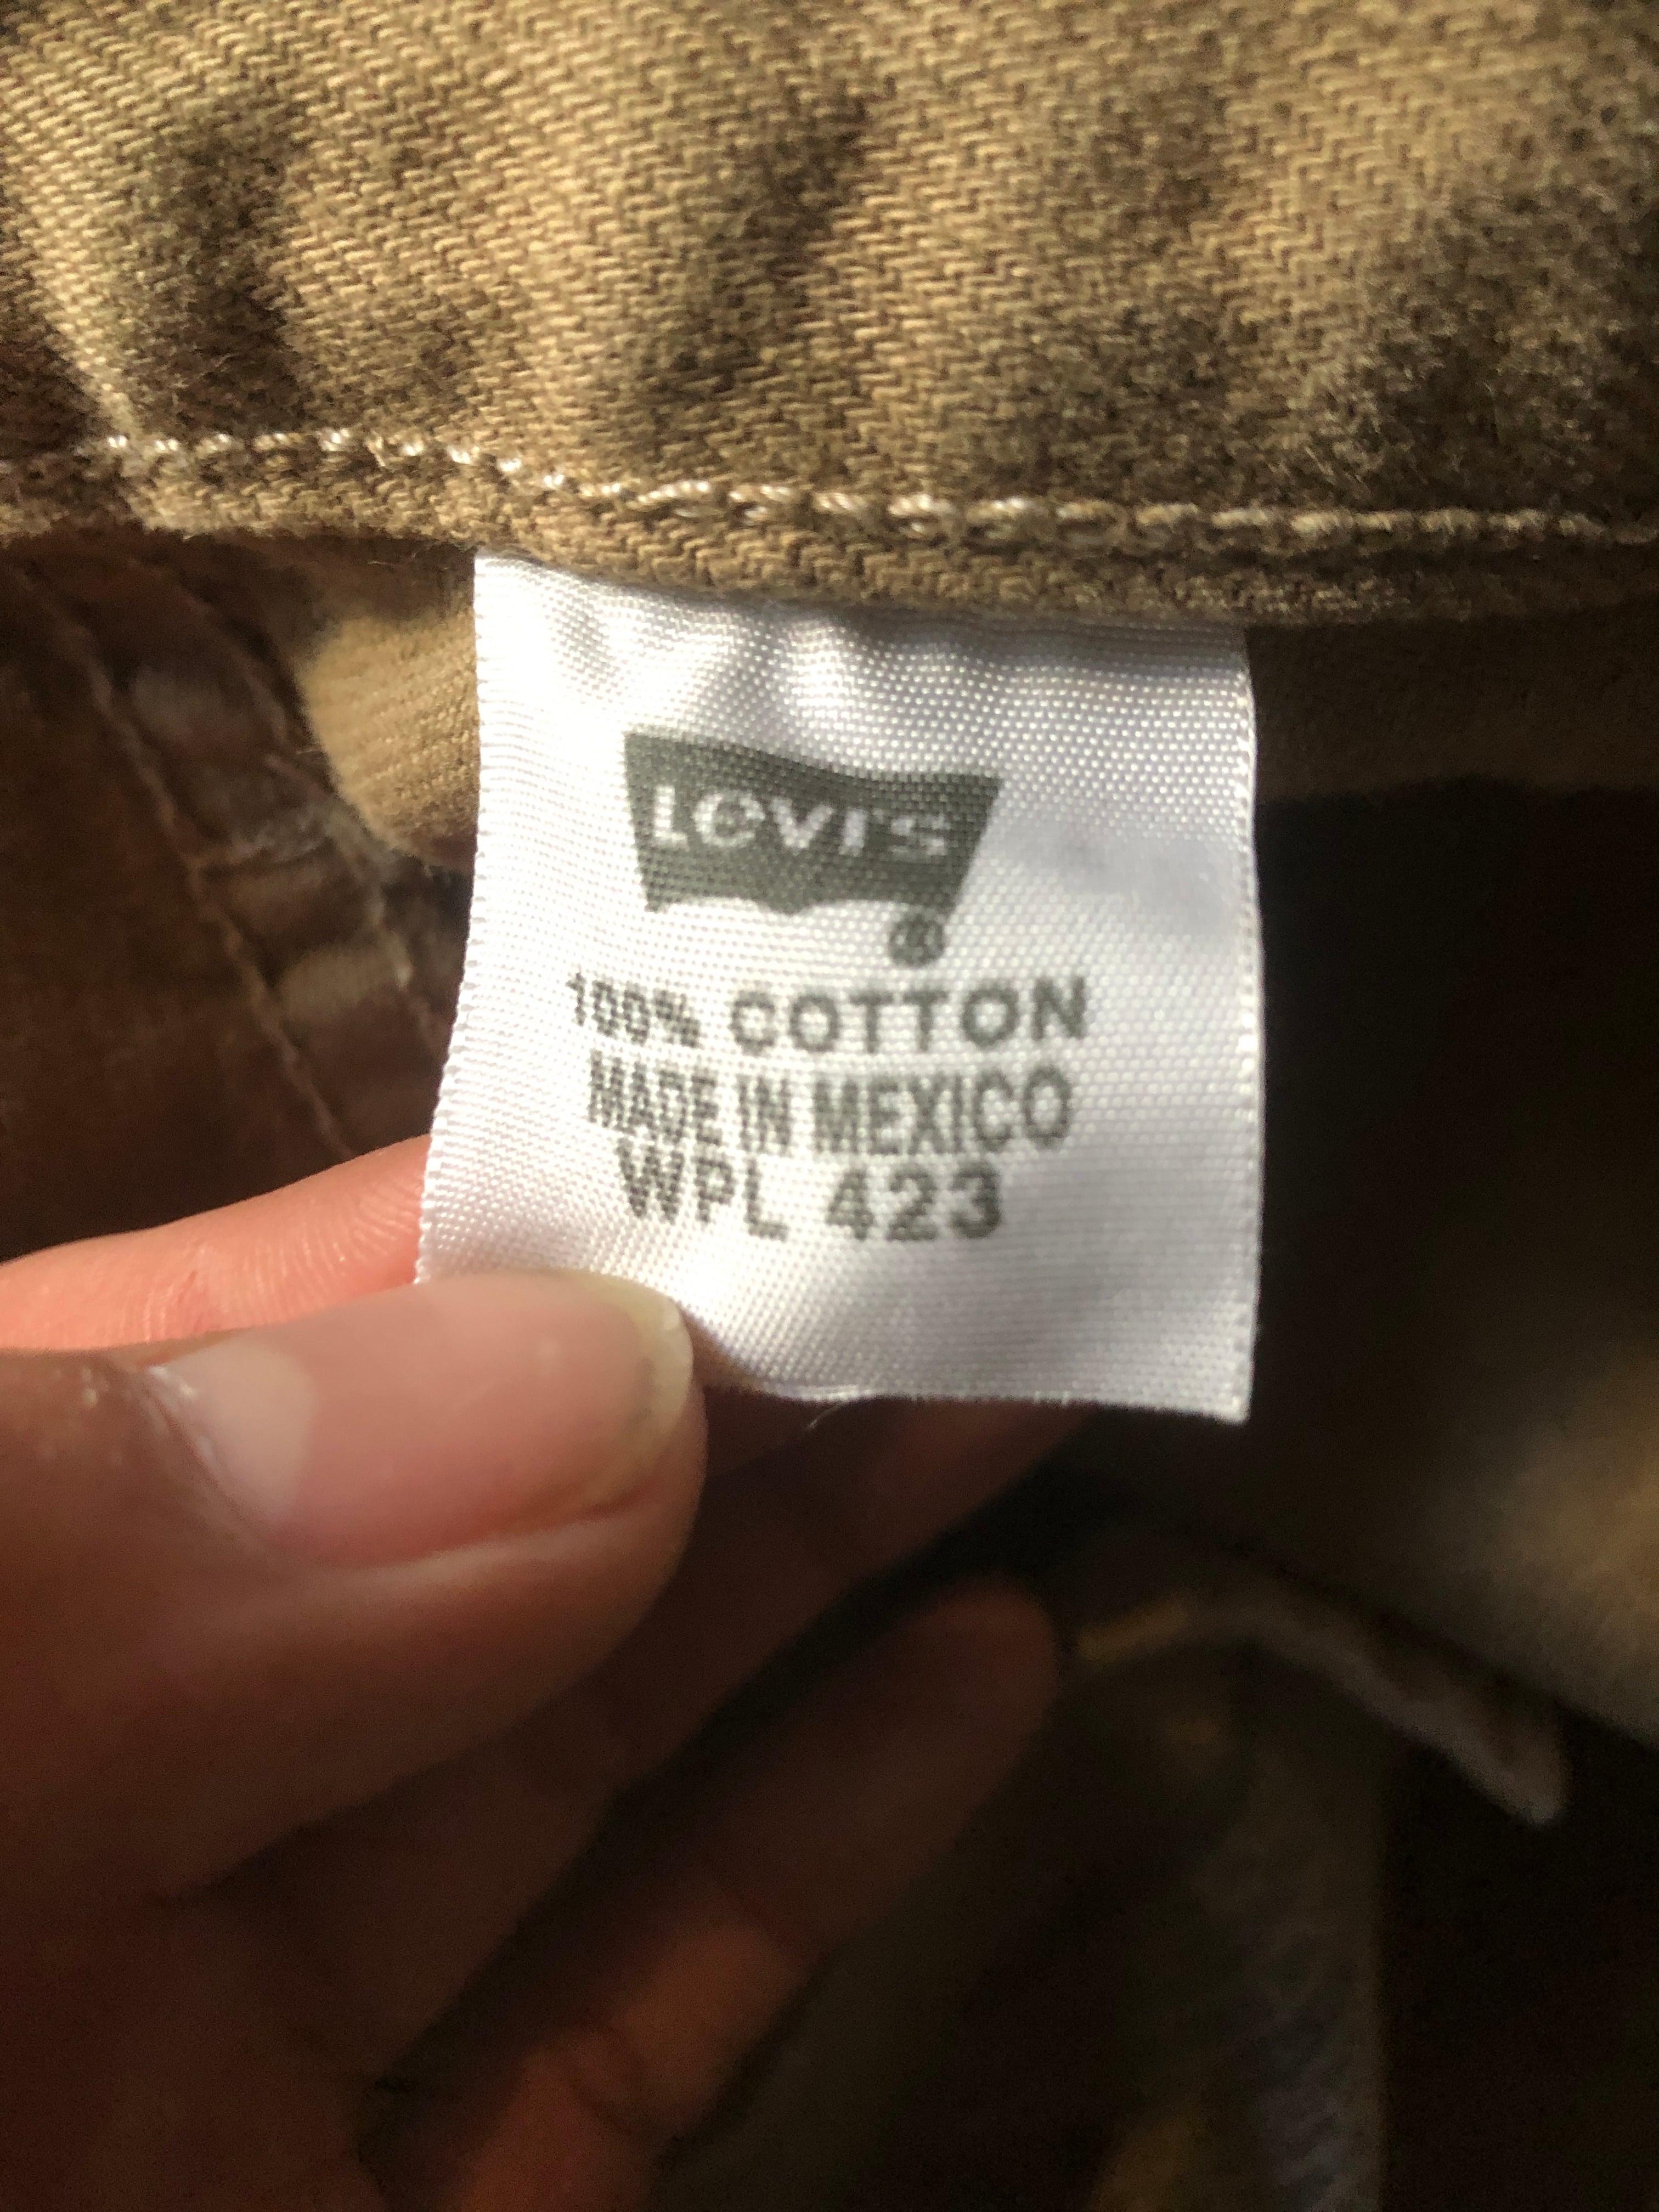 LEVI'S
®
100% COTTON
MADE IN MEXICO
WPL 423